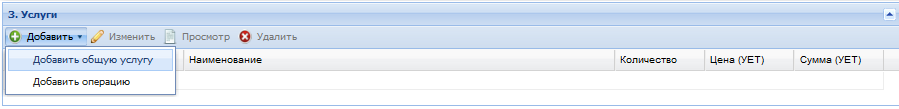 3. Услуги
Добавить Изменить Просмотр Удалить
Добавить общую услугу
Добавить операцию
Наименование Количество Цена (УЕТ) Сумма (УЕТ)